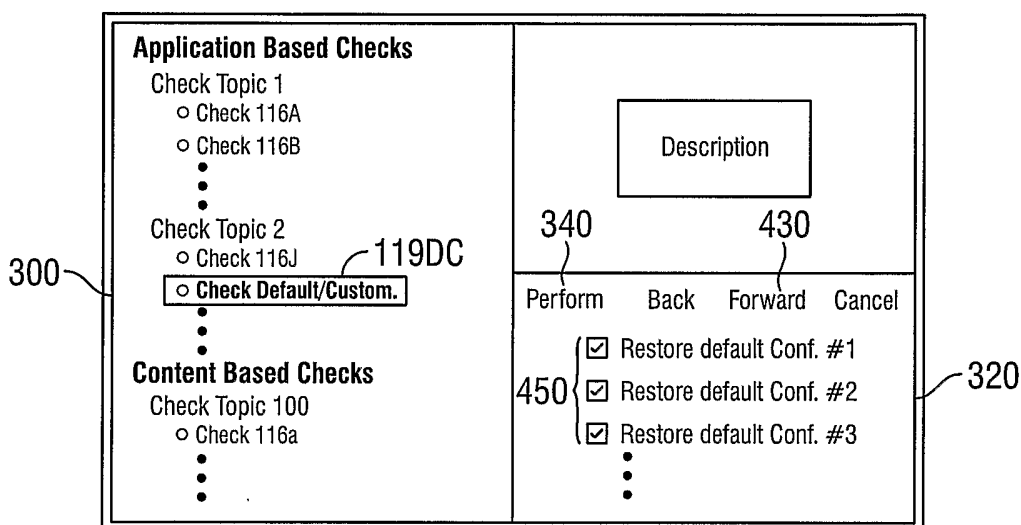 Application Based Checks
Check Topic 1
Check 116A
Check 116B
Check Topic 2
Check 116J
119DC
Check Default/Custom.
300
Content Based Checks
Check Topic 100
Check 116a
Description
340
430
Perform Back Forward Cancel
450
Restore default Conf. #1
Restore default Conf. #2
Restore default Conf. #3
320